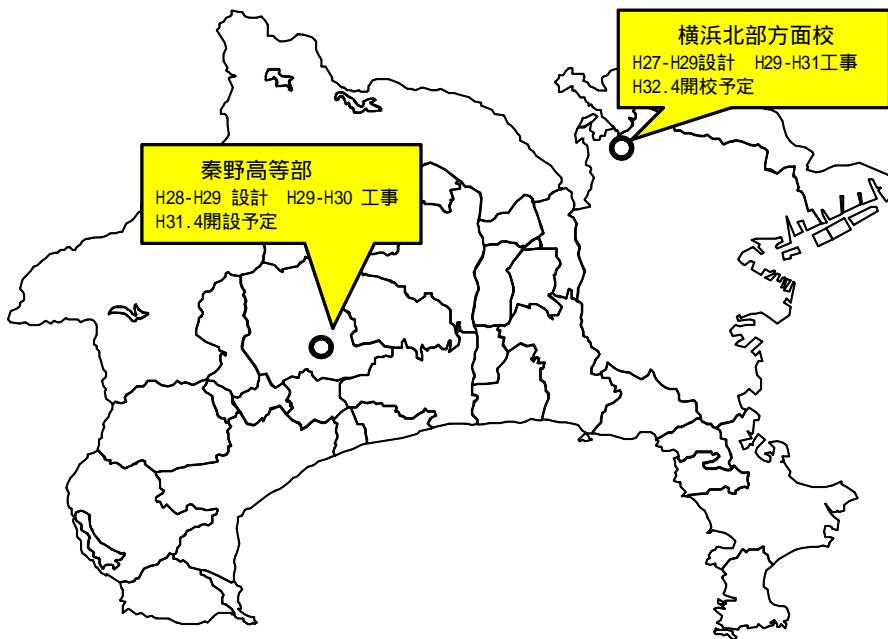 横浜北部方面校
H27-H29設計　H29-H31工事
H32.4開校予定
秦野高等部
H28-H29 設計　H29-H30 工事
H31.4開設予定